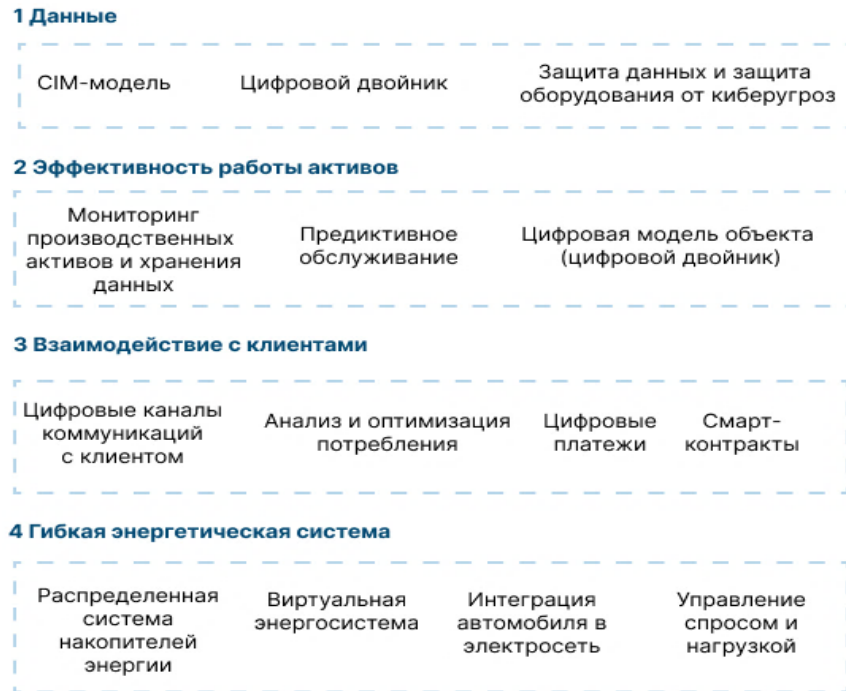 1 Данные
CIM-модель
Цифровой двойник
Защита данных и защита
оборудования от киберугроз
2 Эффективность работы активов
Мониторинг
производственных
активов и хранения
данных
Предиктивное
обслуживание
Цифровая модель объекта
(цифровой двойник)
3 Взаимодействие с клиентами
Цифровые каналы
коммуникаций
с клиентом
Анализ и оптимизация
потребления
Цифровые
платежи
Смарт-
контракты
4 Гибкая энергетическая система
Распределенная
система
накопителей
энергии
Виртуальная
энергосистема
Интеграция
автомобиля в
электросеть
Управление
спросом и
нагрузкой